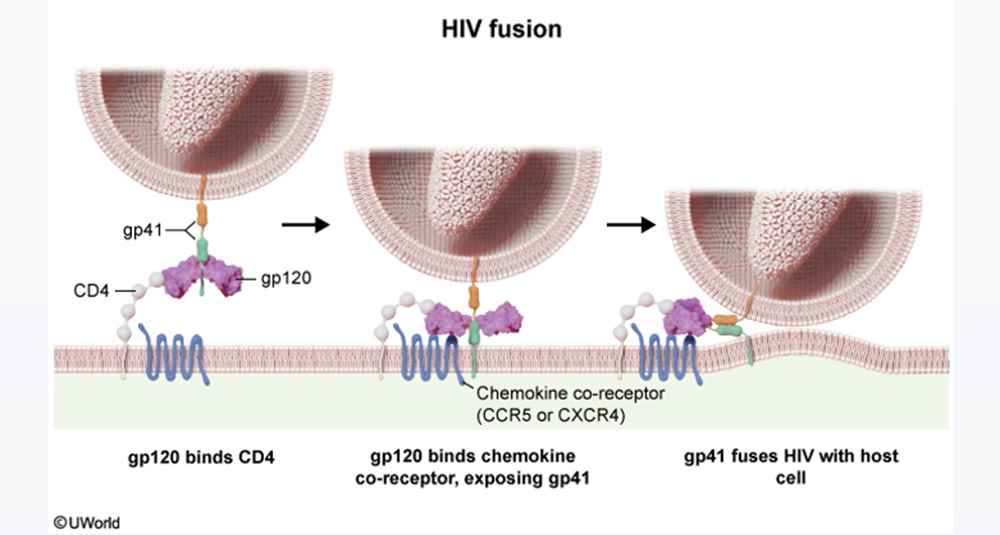 HIV fusion
gp41
gp120
CD4
Chemokine co-receptor
(CCR5 or CXCR4)
gp120 binds CD4
gp120 binds chemokine
co-receptor, exposing gp41
gp41 fuses HIV with host
cell
©UWorld